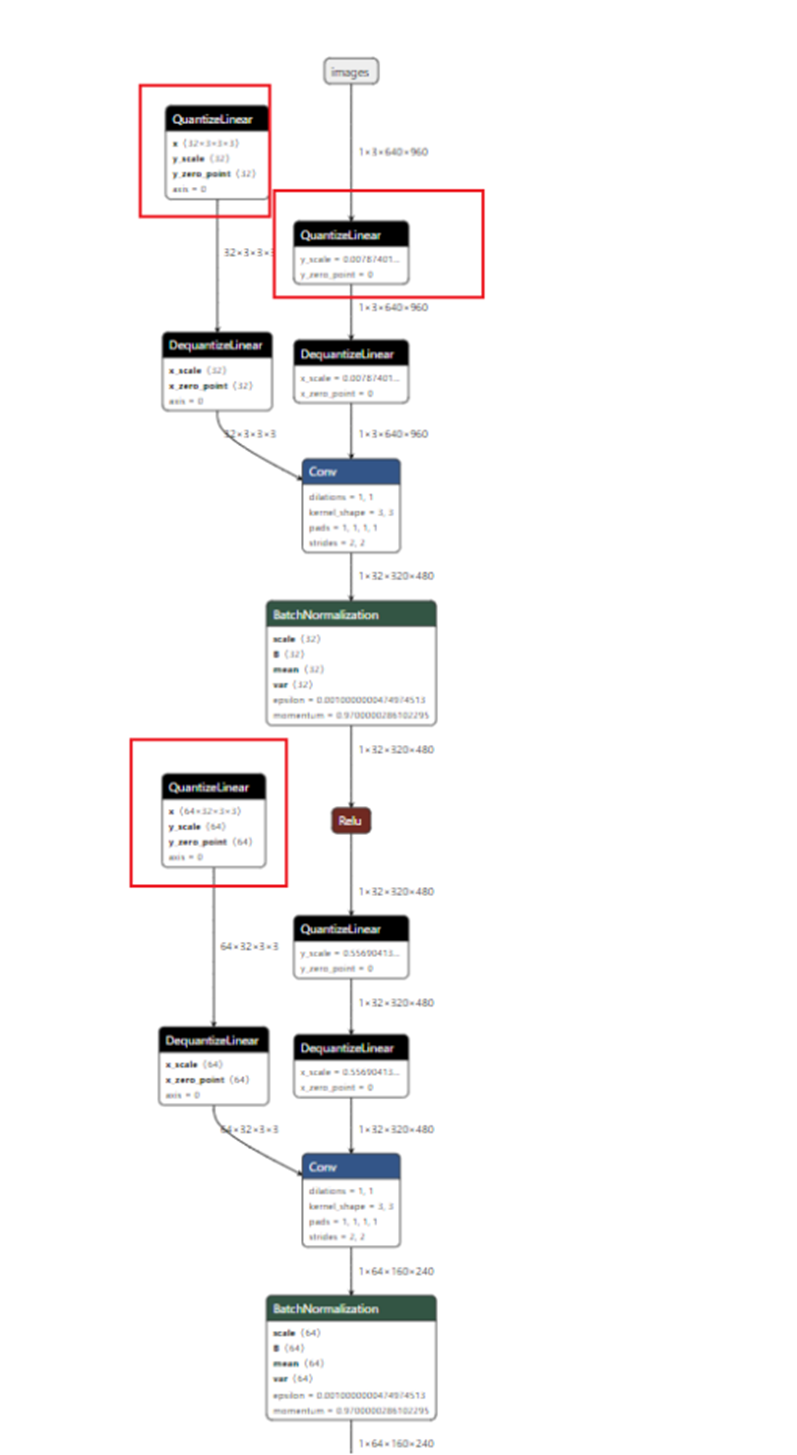 images
QuantizeLinear
x ⟨32×3×3×3⟩
y_scale ⟨32⟩
y_zero_point ⟨32⟩
axis = 0
1×3×640×960
QuantizeLinear
y_scale = 0.00787401...
y_zero_point = 0
32×3×3×3
1×3×640×960
DequantizeLinear
x_scale ⟨32⟩
x_zero_point ⟨32⟩
axis = 0
DequantizeLinear
x_scale = 0.00787401...
x_zero_point = 0
32×3×3×3
1×3×640×960
Conv
dilations = 1, 1
kernel_shape = 3, 3
pads = 1, 1, 1, 1
strides = 2, 2
1×32×320×480
BatchNormalization
scale ⟨32⟩
B ⟨32⟩
mean ⟨32⟩
var ⟨32⟩
epsilon = 0.0010000000474974513
momentum = 0.9700000286102295
1×32×320×480
QuantizeLinear
x ⟨64×32×3×3⟩
y_scale ⟨64⟩
y_zero_point ⟨64⟩
axis = 0
Relu
1×32×320×480
QuantizeLinear
y_scale = 0.55690413...
y_zero_point = 0
64×32×3×3
1×32×320×480
DequantizeLinear
x_scale ⟨64⟩
x_zero_point ⟨64⟩
axis = 0
DequantizeLinear
x_scale = 0.55690413...
x_zero_point = 0
64×32×3×3
1×32×320×480
Conv
dilations = 1, 1
kernel_shape = 3, 3
pads = 1, 1, 1, 1
strides = 2, 2
1×64×160×240
BatchNormalization
scale ⟨64⟩
B ⟨64⟩
mean ⟨64⟩
var ⟨64⟩
epsilon = 0.0010000000474974513
momentum = 0.9700000286102295
1×64×160×240